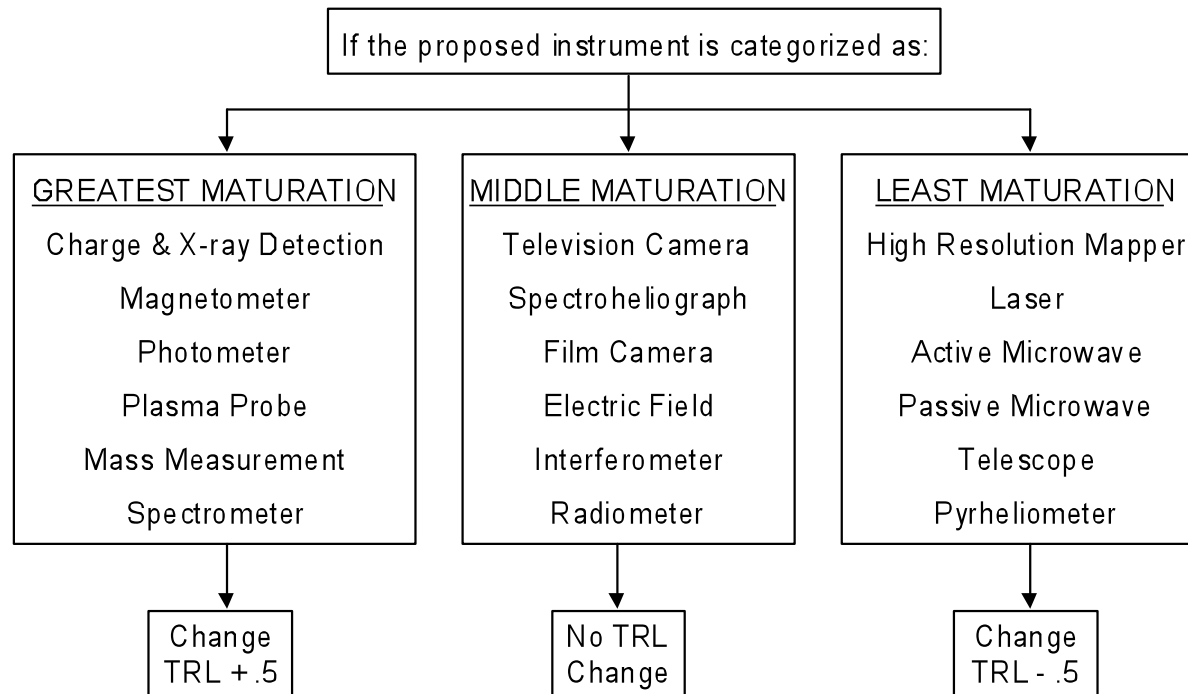 If the proposed instrument is categorized as:
GREATEST MATURATION
Charge & X-ray Detection
Magnetometer
Photometer
Plasma Probe
Mass Measurement
Spectrometer
Change
TRL + .5
MIDDLE MATURATION
Television Camera
Spectroheliograph
Film Camera
Electric Field
Interferometer
Radiometer
No TRL
Change
LEAST MATURATION
High Resolution Mapper
Laser
Active Microwave
Passive Microwave
Telescope
Pyrheliometer
Change
TRL - .5